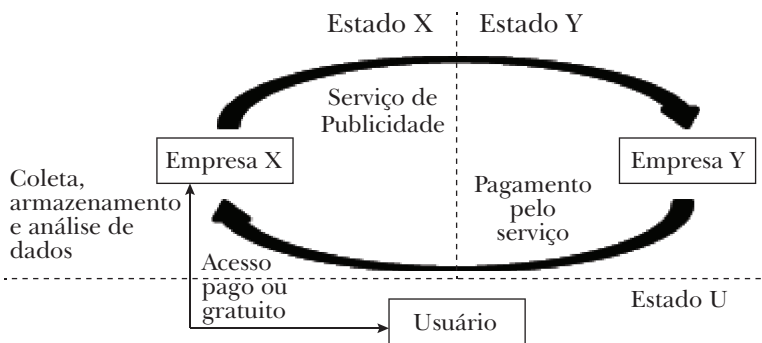 Estado X
Estado Y
Serviço de
Publicidade
Empresa X
Empresa Y
Coleta,
armazenamento
e análise de
dados
Pagamento
pelo
serviço
Acesso
pago ou
gratuito
Estado U
Usuário